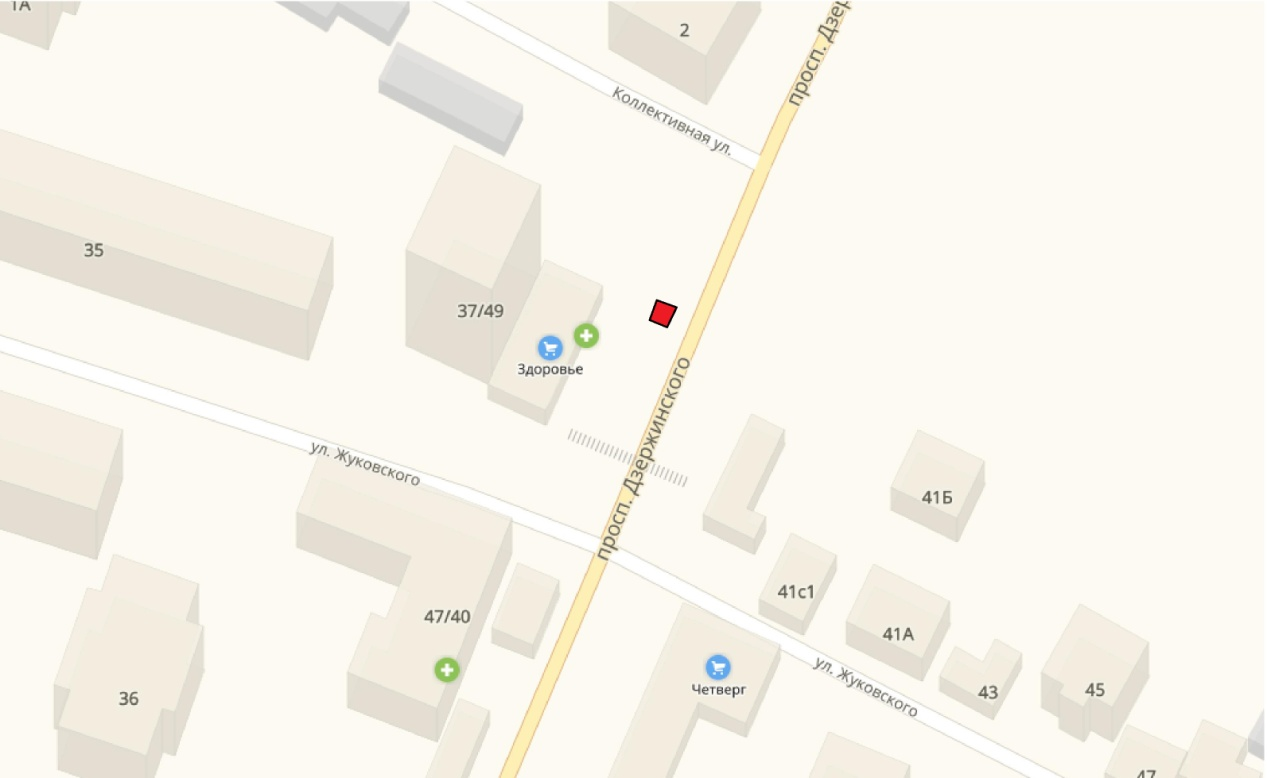 1А
2
просп. Дзер
Коллективная ул.
35
37/49
Здоровье
просп. Дзержинского
ул. Жуковского
41Б
41с1
47/40
41А
Четверг
ул. Жуковского
43
45
36
47